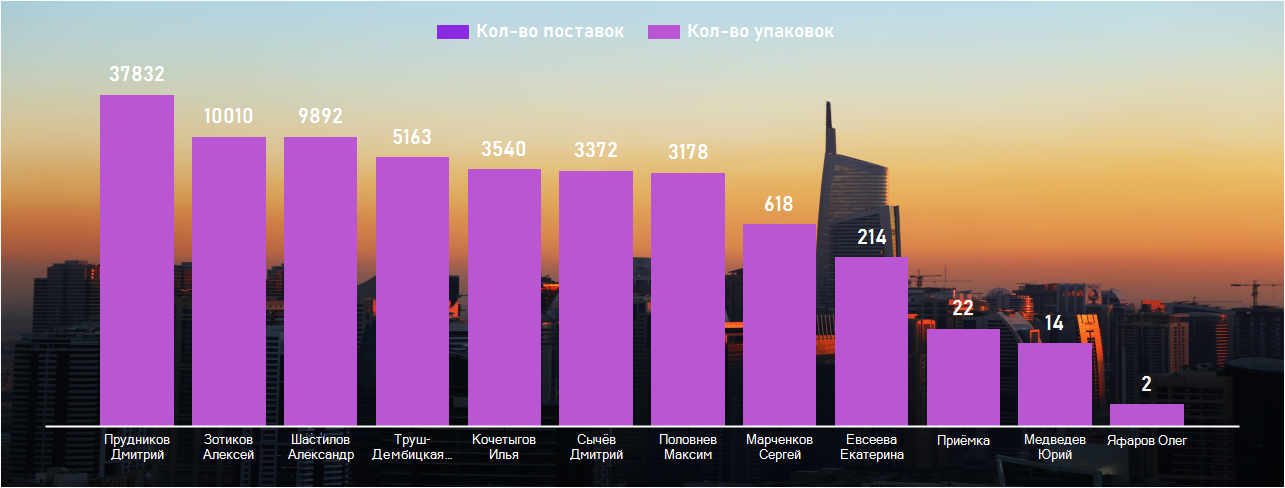 Кол-во поставок Кол-во упаковок
37832
10010
9892
5163
3540
3372
3178
618
214
22
14
2
Прудников
Дмитрий
Зотиков
Алексей
Шастилов
Александр
Труш-
Дембицкая...
Кочетыгов
Илья
Сычёв
Дмитрий
Половнев
Максим
Марченков
Сергей
Евсеева
Екатерина
Приёмка
Медведев
Юрий
Яфаров Олег